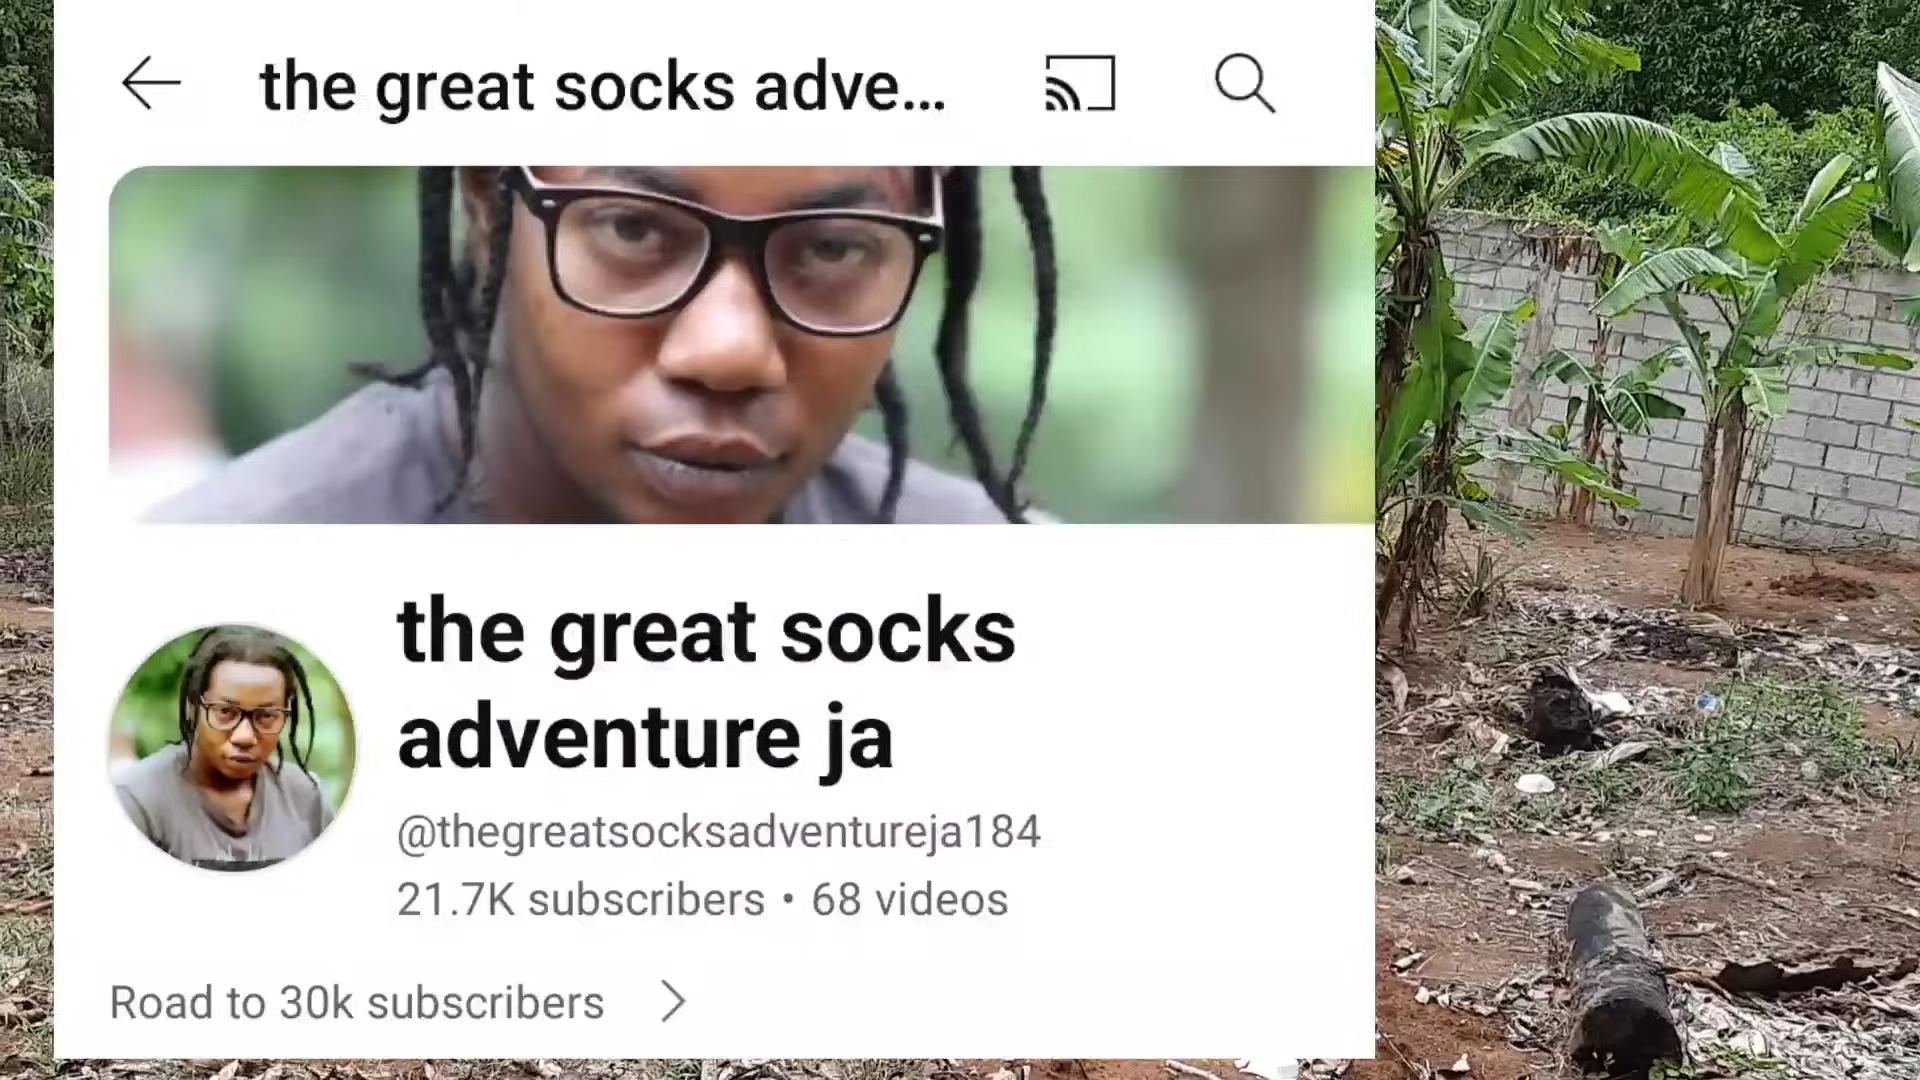 the great socks adve...
the great socks
adventure ja
@thegreatsocksadventureja184
21.7K subscribers • 68 videos
Road to 30k subscribers